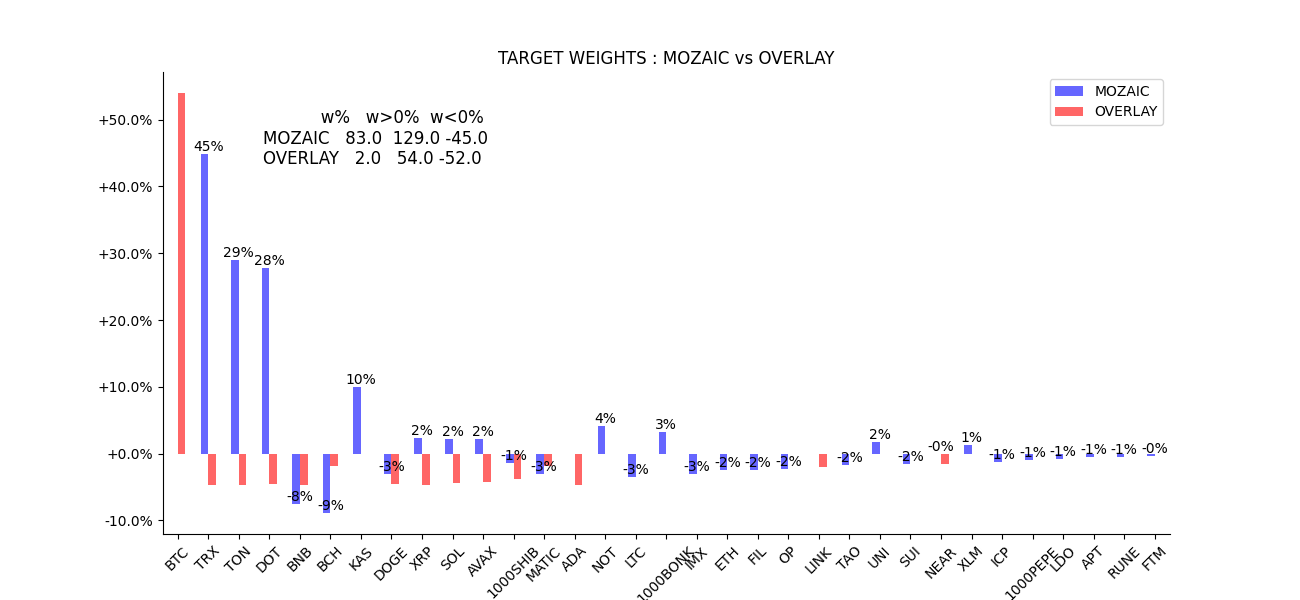 TARGET WEIGHTS : MOZAIC vs OVERLAY
MOZAIC
OVERLAY
w% w>0% w<0%
MOZAIC 83.0 129.0 -45.0
OVERLAY 2.0 54.0 -52.0
+50.0%
+40.0%
+30.0%
+20.0%
+10.0%
+0.0%
-10.0%
45%
29%
28%
-8%
-9%
10%
-3%
2%
2%
2%
-1%
-3%
4%
-3%
3%
-3%
-2%
-2%
-2%
-2%
2%
-2%
-0%
1%
-1%
-1%
-1%
-1%
-1%
-0%
BTC
TRX
TON
DOT
BNB
BCH
KAS
DOGE
XRP
SOL
AVAX
1000SHIB
MATIC
ADA
NOT
LTC
1000BONK
IMX
ETH
FIL
OP
LINK
TAO
UNI
SUI
NEAR
XLM
ICP
1000PEPE
LDO
APT
RUNE
FTM